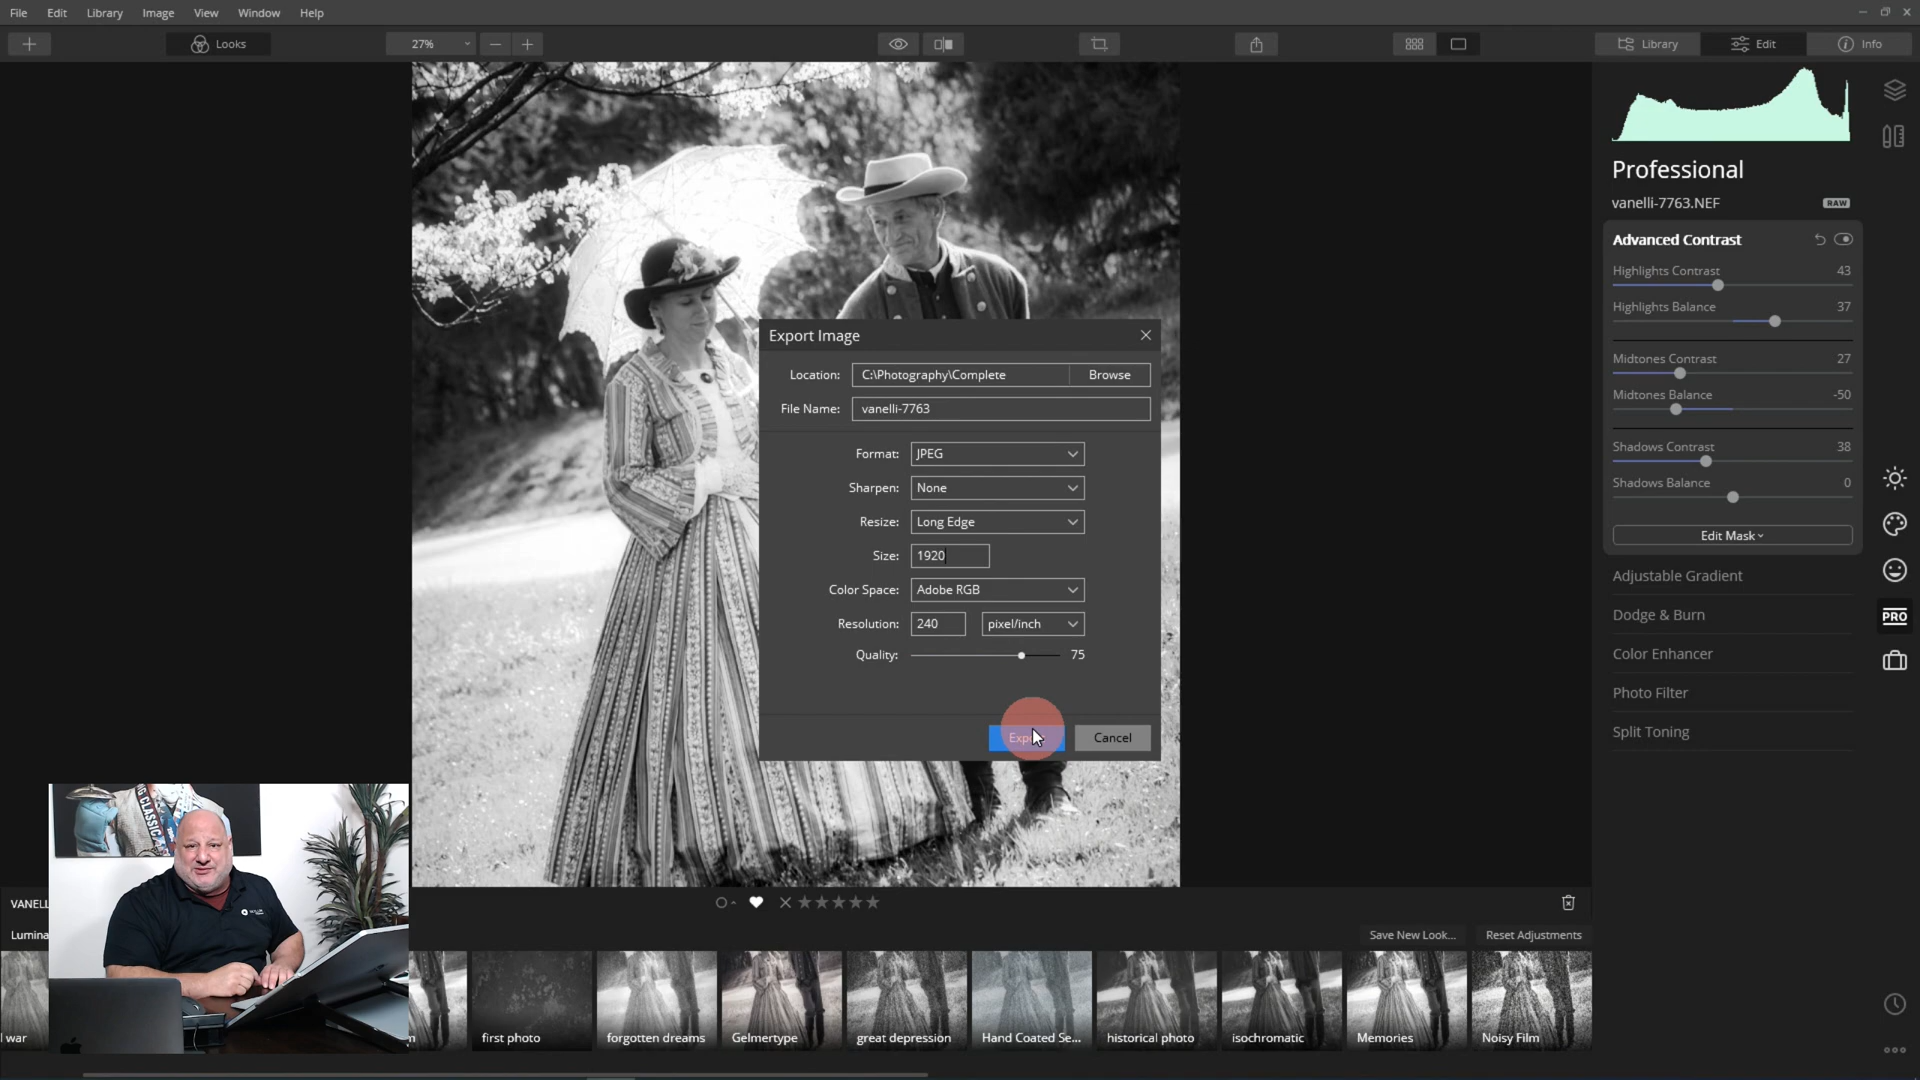 File Edit Library Image View Window Help
Looks 27% Library Edit Info
Professional
vanelli-7763.NEF RAW
Advanced Contrast
Highlights Contrast 43
Highlights Balance 37
Midtones Contrast 27
Midtones Balance -50
Shadows Contrast 38
Shadows Balance 0
Edit Mask
Adjustable Gradient
Dodge & Burn
Color Enhancer
Photo Filter
Split Toning
PRO
Export Image
Location: C:\Photography\Complete Browse
File Name: vanelli-7763
Format: JPEG
Sharpen: None
Resize: Long Edge
Size: 1920
Color Space: Adobe RGB
Resolution: 240 pixel/inch
Quality: 75
Cancel
VANELL
Lumina
Save New Look... Reset Adjustments
l war
first photo
forgotten dreams
Gelmertype
great depression
Hand Coated Se...
historical photo
isochromatic
Memories
Noisy Film